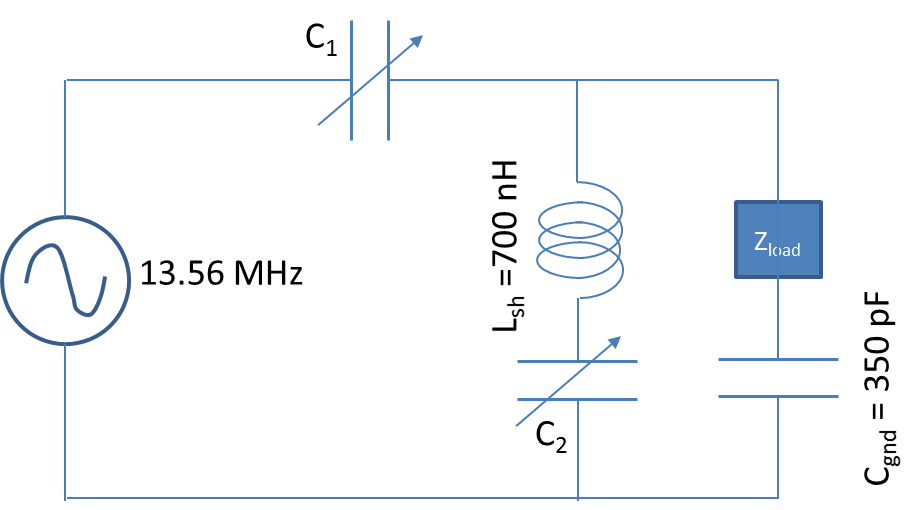 C₁
13.56 MHz
Lsh =700 nH
C₂
Zload
Cgnd = 350 pF